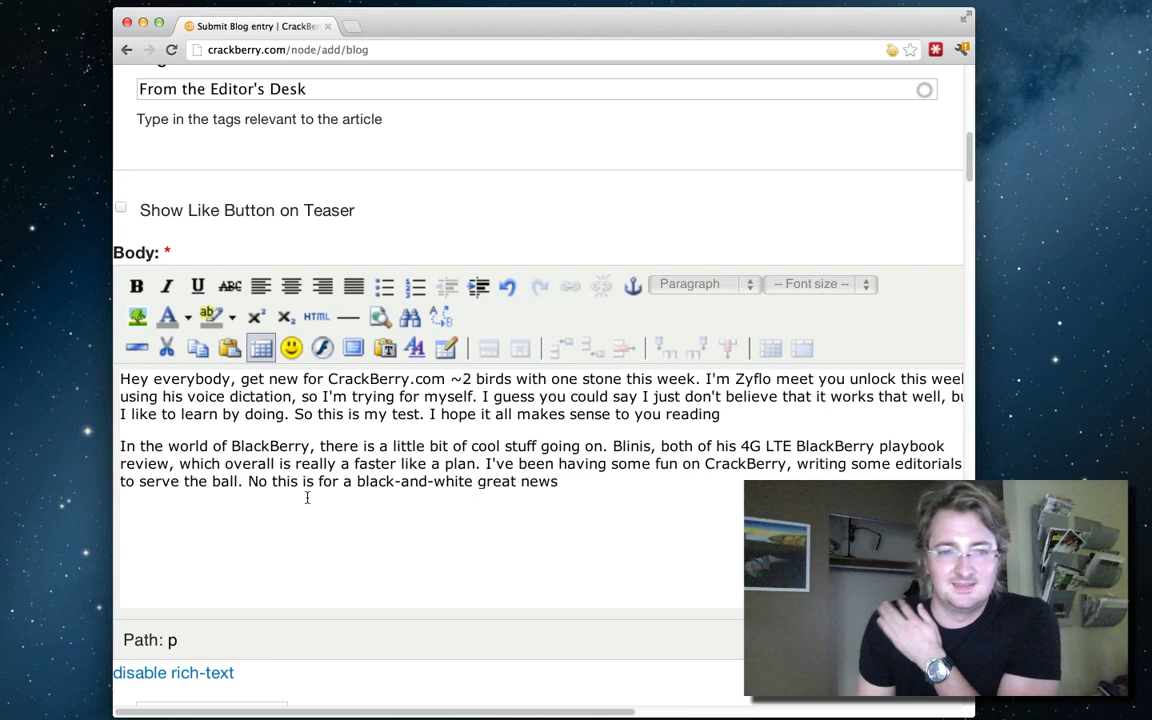 Submit Blog entry | CrackBer
crackberry.com/node/add/blog
From the Editor's Desk
Type in the tags relevant to the article
Show Like Button on Teaser
Body: *
B I U ABC Paragraph -- Font size --
A ab x² x₂ HTML
Hey everybody, get new for CrackBerry.com ~2 birds with one stone this week. I'm Zyflo meet you unlock this wee
using his voice dictation, so I'm trying for myself. I guess you could say I just don't believe that it works that well, bu
I like to learn by doing. So this is my test. I hope it all makes sense to you reading
In the world of BlackBerry, there is a little bit of cool stuff going on. Blinis, both of his 4G LTE BlackBerry playbook
review, which overall is really a faster like a plan. I've been having some fun on CrackBerry, writing some editorials
to serve the ball. No this is for a black-and-white great news
Path: p
disable rich-text